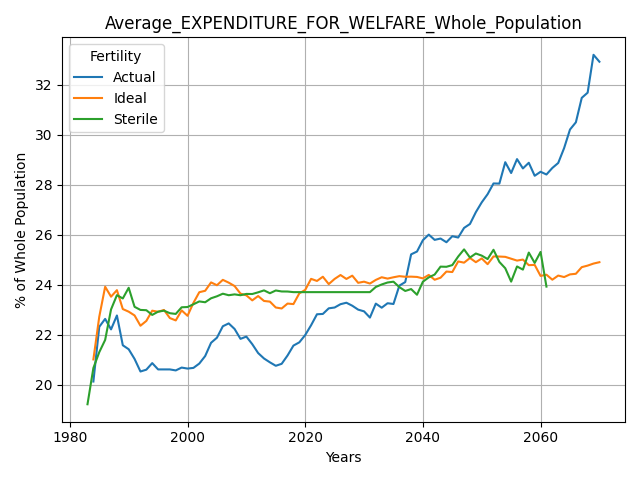 Average_EXPENDITURE_FOR_WELFARE_Whole_Population
Fertility
Actual
Ideal
Sterile
% of Whole Population
32
30
28
26
24
22
20
1980
2000
2020
2040
2060
Years